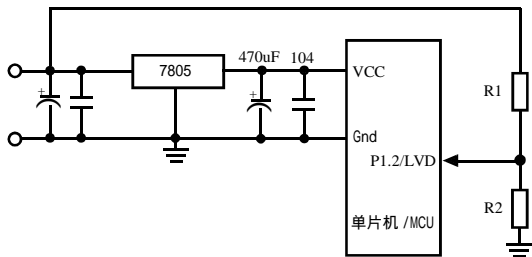 470uF 104
7805
VCC
+
+
R1
Gnd
P1.2/LVD
R2
单片机/MCU